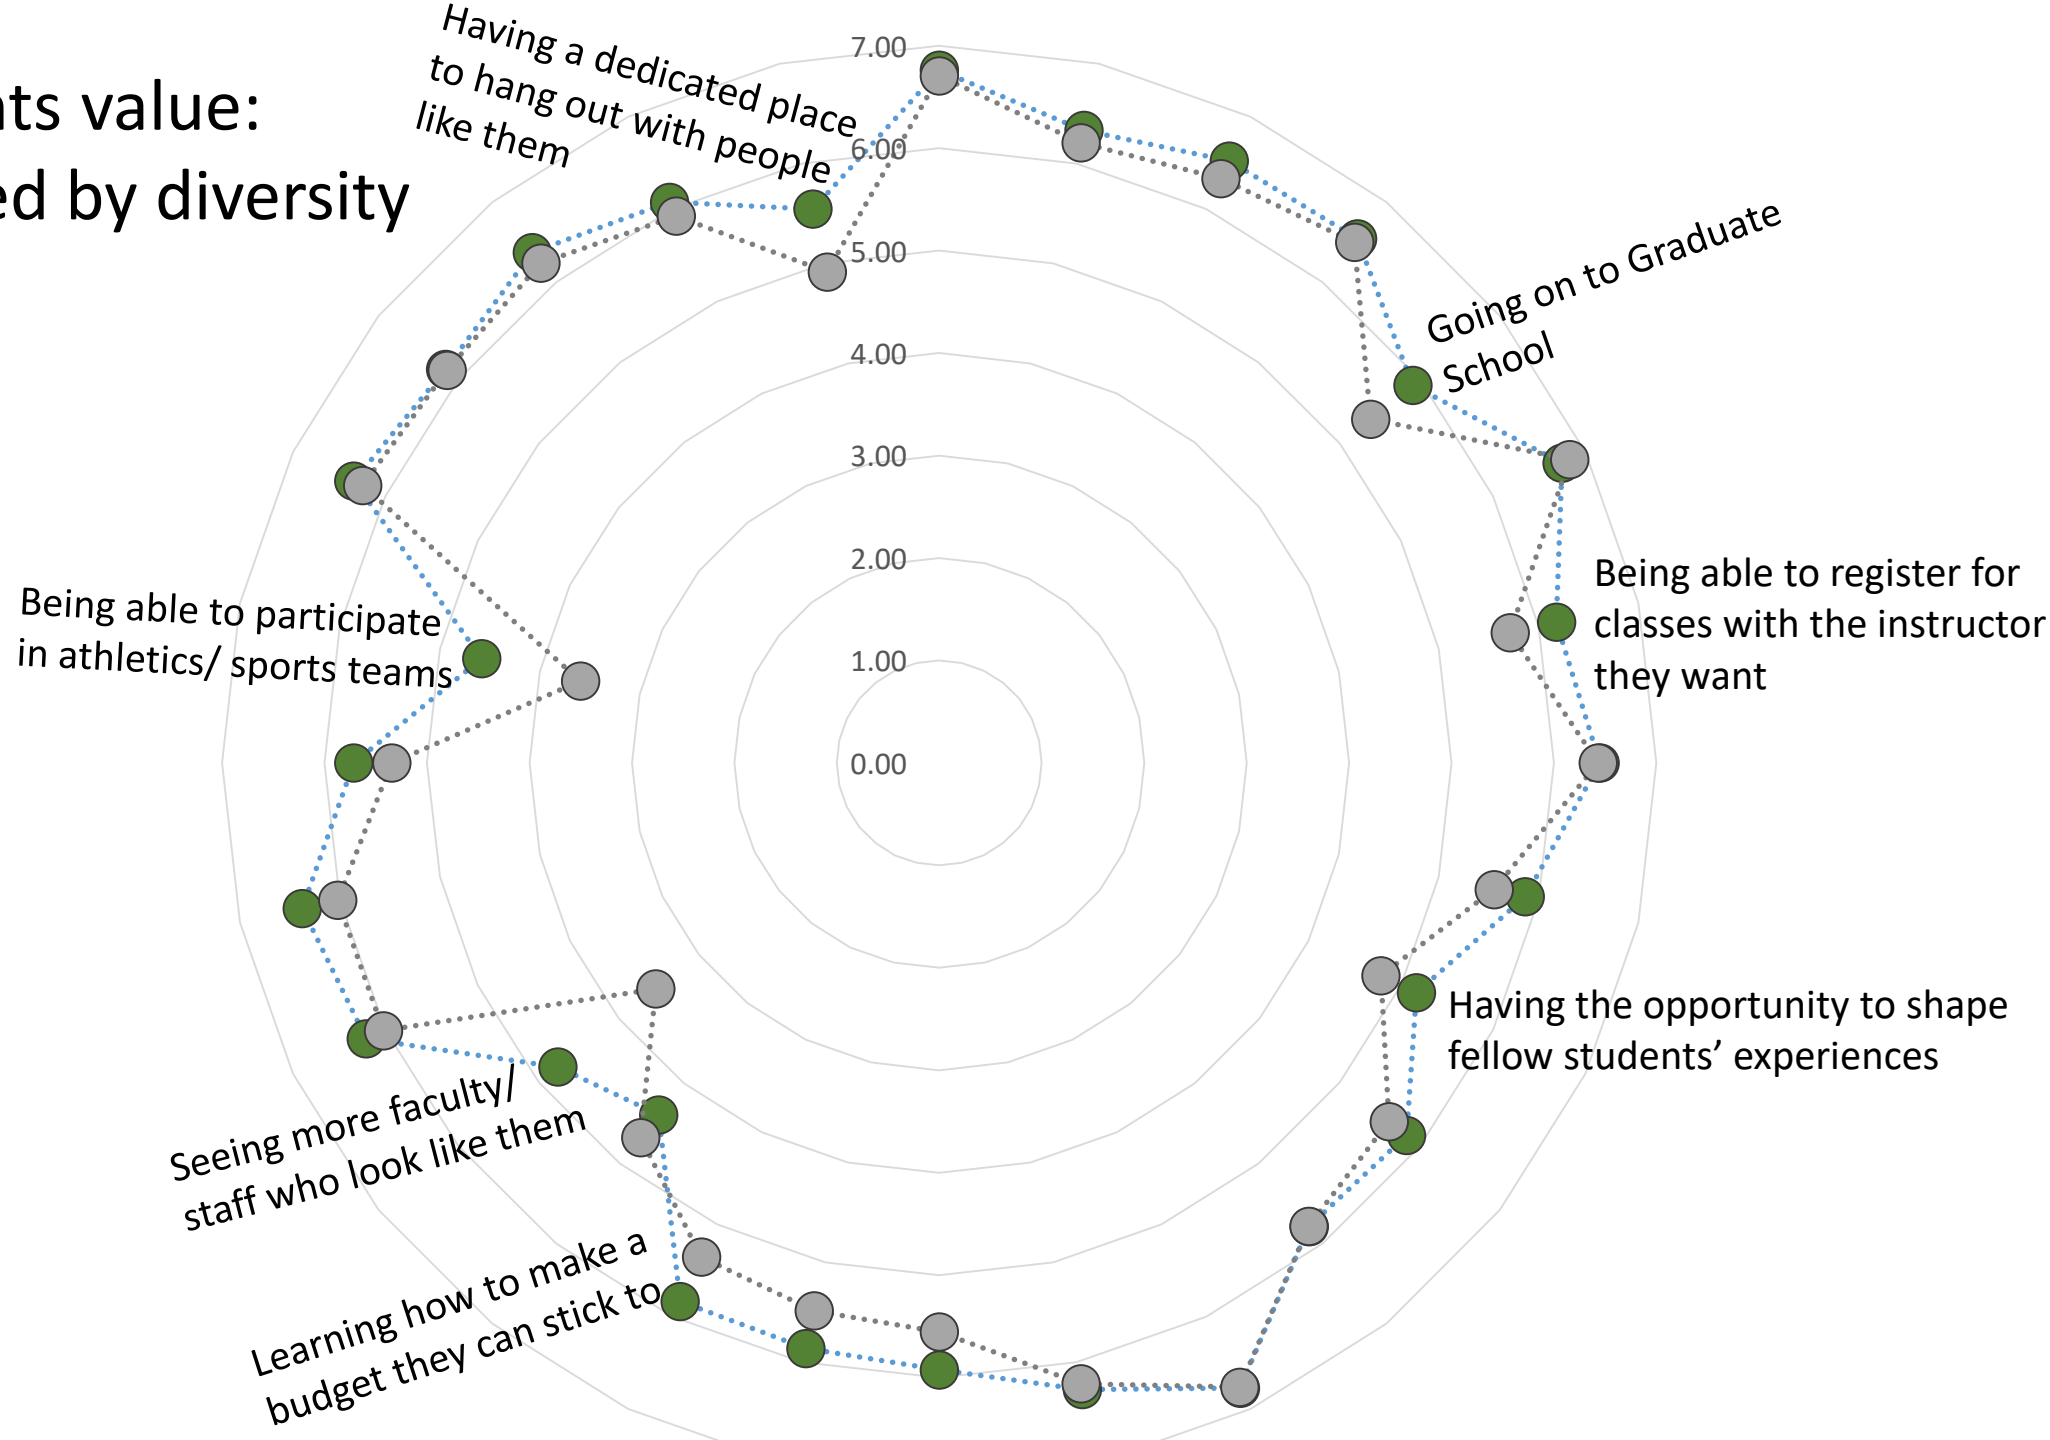 value:
by diversity
Having a dedicated place
to hang out with people
like them
7.00
6.00
5.00
4.00
3.00
2.00
1.00
0.00
Going on to Graduate
School
Being able to register for
classes with the instructor
they want
Having the opportunity to shape
fellow students’ experiences
Being able to participate
in athletics/ sports teams
Seeing more faculty/
staff who look like them
Learning how to make a
budget they can stick to